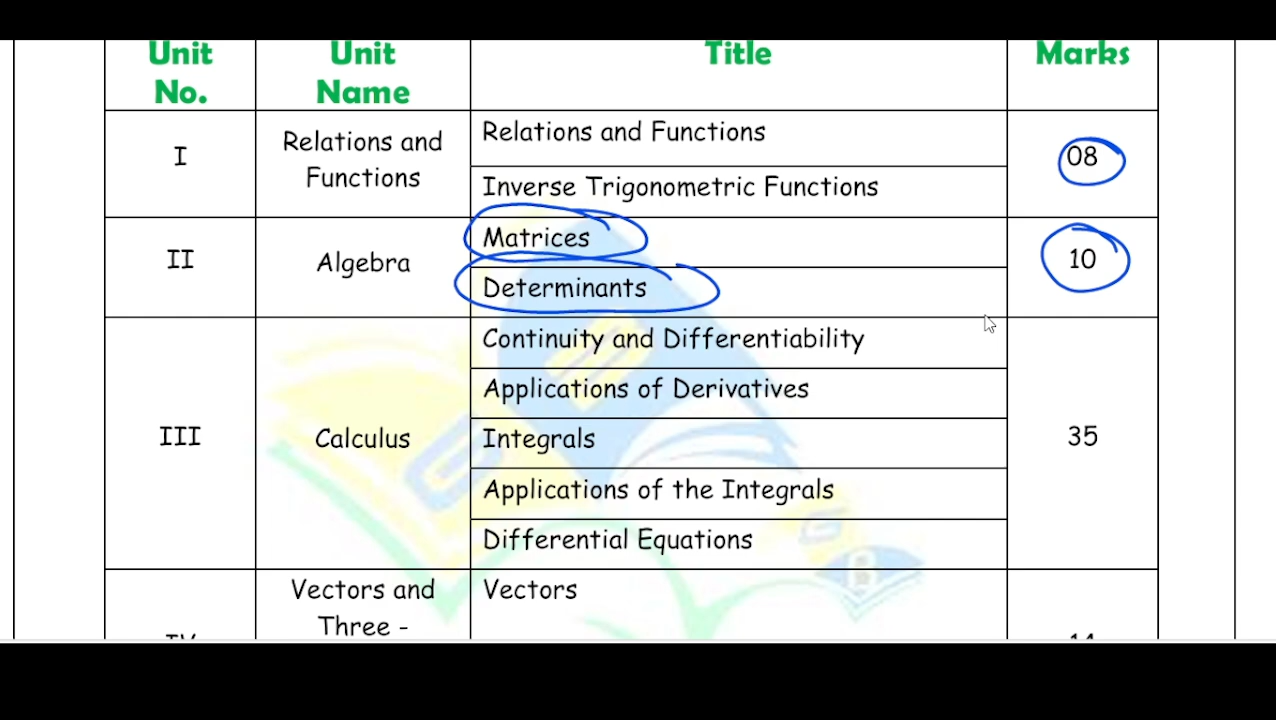 Unit No.
Unit Name
Title
Marks
I
Relations and Functions
Relations and Functions
08
Inverse Trigonometric Functions
II
Algebra
Matrices
10
Determinants
III
Calculus
Continuity and Differentiability
35
Applications of Derivatives
Integrals
Applications of the Integrals
Differential Equations
Vectors and
Three -
Vectors